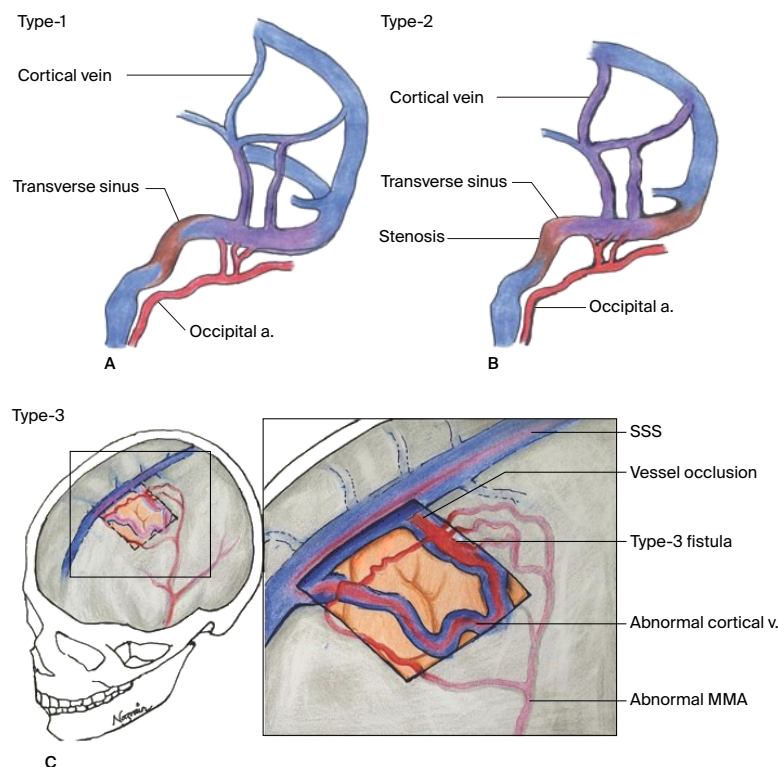 Type-1
Cortical vein
Transverse sinus
Occipital a.
A
Type-2
Cortical vein
Transverse sinus
Stenosis
Occipital a.
B
Type-3
SSS
Vessel occlusion
Type-3 fistula
Abnormal cortical v.
Abnormal MMA
C